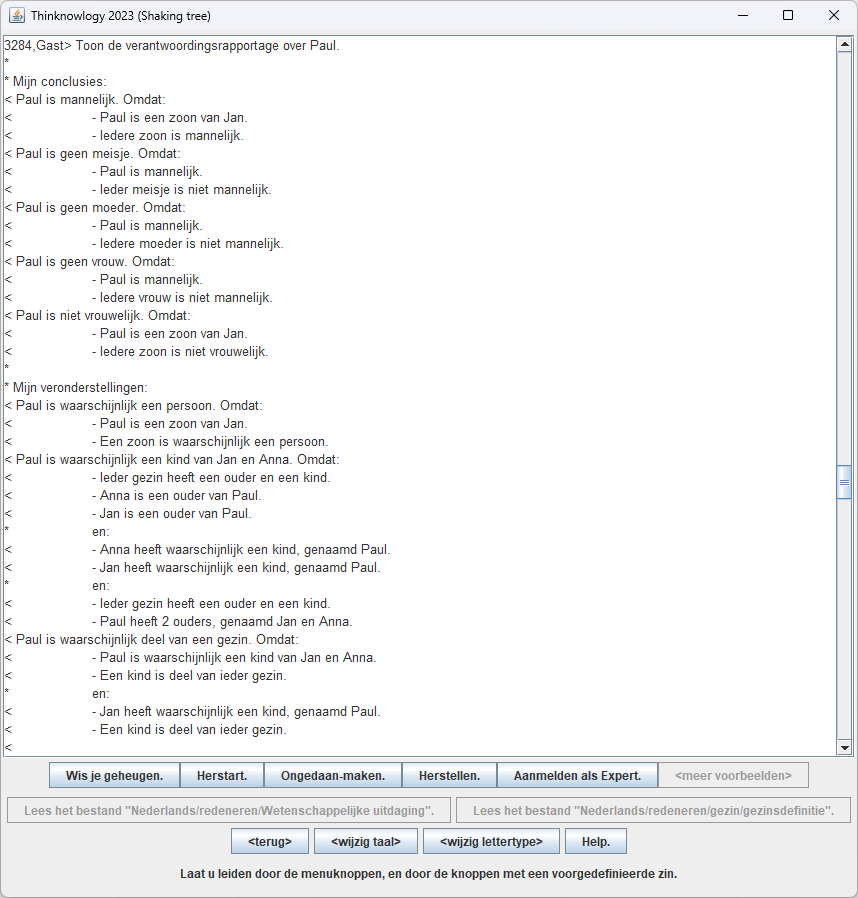 Thinknowlogy 2023 (Shaking tree)
3284,Gast> Toon de verantwoordingsrapportage over Paul.
*
* Mijn conclusies:
< Paul is mannelijk. Omdat:
< - Paul is een zoon van Jan.
< - Iedere zoon is mannelijk.
< Paul is geen meisje. Omdat:
< - Paul is mannelijk.
< - Ieder meisje is niet mannelijk.
< Paul is geen moeder. Omdat:
< - Paul is mannelijk.
< - Iedere moeder is niet mannelijk.
< Paul is geen vrouw. Omdat:
< - Paul is mannelijk.
< - Iedere vrouw is niet mannelijk.
< Paul is niet vrouwelijk. Omdat:
< - Paul is een zoon van Jan.
< - Iedere zoon is niet vrouwelijk.
*
* Mijn veronderstellingen:
< Paul is waarschijnlijk een persoon. Omdat:
< - Paul is een zoon van Jan.
< - Een zoon is waarschijnlijk een persoon.
< Paul is waarschijnlijk een kind van Jan en Anna. Omdat:
< - Ieder gezin heeft een ouder en een kind.
< - Anna is een ouder van Paul.
< - Jan is een ouder van Paul.
* en:
< - Anna heeft waarschijnlijk een kind, genaamd Paul.
< - Jan heeft waarschijnlijk een kind, genaamd Paul.
* en:
< - Ieder gezin heeft een ouder en een kind.
< - Paul heeft 2 ouders, genaamd Jan en Anna.
< Paul is waarschijnlijk deel van een gezin. Omdat:
< - Paul is waarschijnlijk een kind van Jan en Anna.
< - Een kind is deel van ieder gezin.
* en:
< - Jan heeft waarschijnlijk een kind, genaamd Paul.
< - Een kind is deel van ieder gezin.
<
Wis je geheugen. Herstart. Ongedaan-maken. Herstellen. Aanmelden als Expert. <meer voorbeelden>
Lees het bestand "Nederlands/redeneren/Wetenschappelijke uitdaging". Lees het bestand "Nederlands/redeneren/gezin/gezinsdefinitie".
<terug> <wijzig taal> <wijzig lettertype> Help.
Laat u leiden door de menuknoppen, en door de knoppen met een voorgedefinieerde zin.